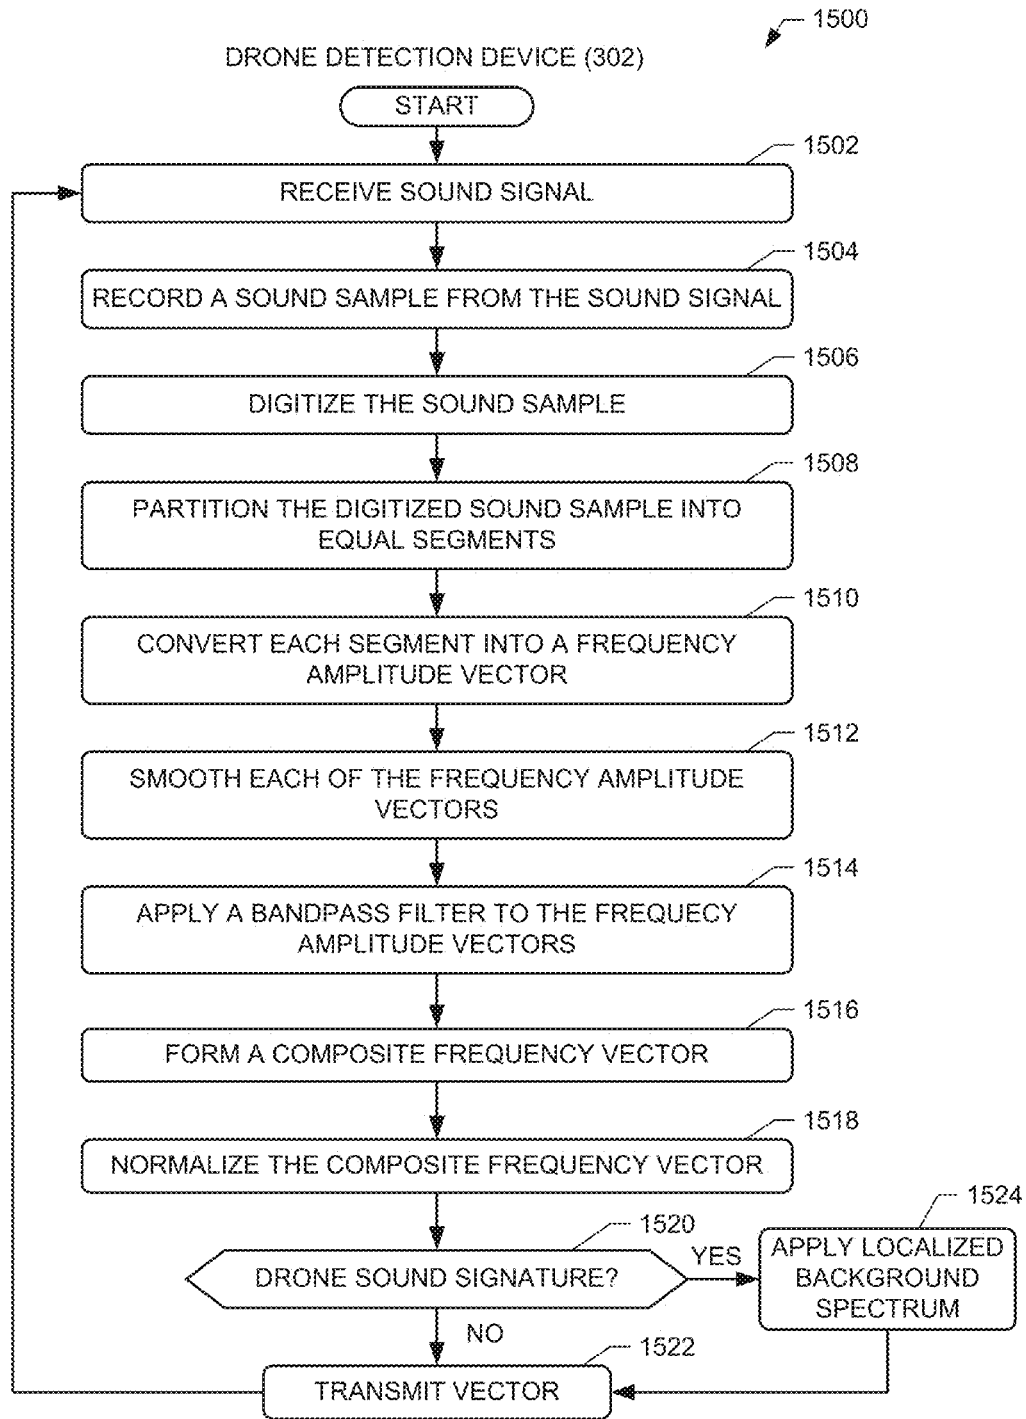 1500
DRONE DETECTION DEVICE (302)
START
1502
RECEIVE SOUND SIGNAL
1504
RECORD A SOUND SAMPLE FROM THE SOUND SIGNAL
1506
DIGITIZE THE SOUND SAMPLE
1508
PARTITION THE DIGITIZED SOUND SAMPLE INTO
EQUAL SEGMENTS
1510
CONVERT EACH SEGMENT INTO A FREQUENCY
AMPLITUDE VECTOR
1512
SMOOTH EACH OF THE FREQUENCY AMPLITUDE
VECTORS
1514
APPLY A BANDPASS FILTER TO THE FREQUECY
AMPLITUDE VECTORS
1516
FORM A COMPOSITE FREQUENCY VECTOR
1518
NORMALIZE THE COMPOSITE FREQUENCY VECTOR
1520
DRONE SOUND SIGNATURE?
YES
1524
APPLY LOCALIZED
BACKGROUND
SPECTRUM
NO
1522
TRANSMIT VECTOR